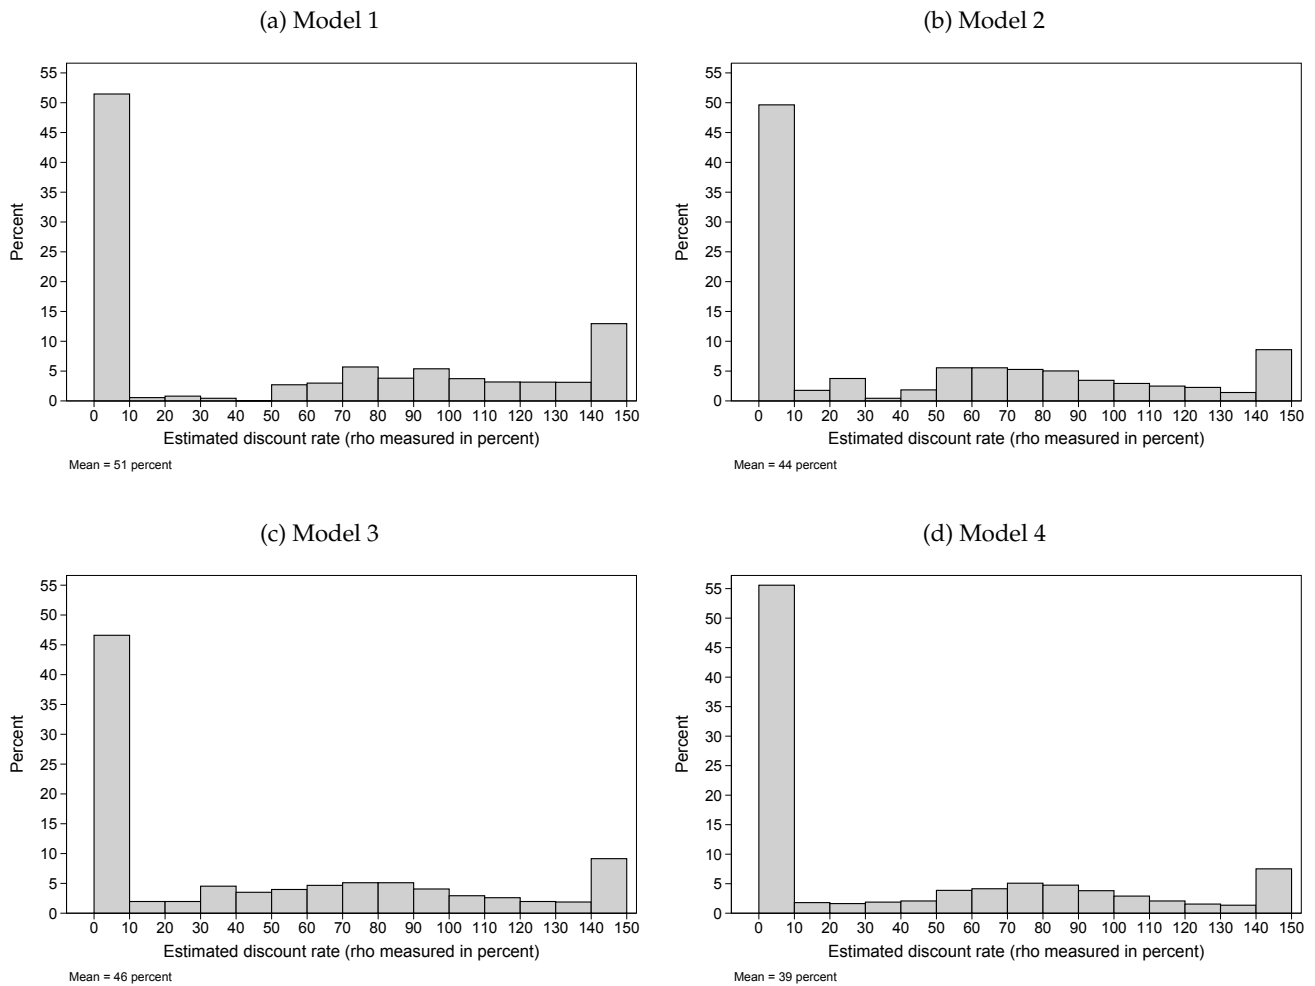 (a) Model 1
55
50
45
40
35
30
25
20
15
10
5
0
Percent
0 10 20 30 40 50 60 70 80 90 100 110 120 130 140 150
Estimated discount rate (rho measured in percent)
Mean = 51 percent
(b) Model 2
55
50
45
40
35
30
25
20
15
10
5
0
Percent
0 10 20 30 40 50 60 70 80 90 100 110 120 130 140 150
Estimated discount rate (rho measured in percent)
Mean = 44 percent
(c) Model 3
55
50
45
40
35
30
25
20
15
10
5
0
Percent
0 10 20 30 40 50 60 70 80 90 100 110 120 130 140 150
Estimated discount rate (rho measured in percent)
Mean = 46 percent
(d) Model 4
55
50
45
40
35
30
25
20
15
10
5
0
Percent
0 10 20 30 40 50 60 70 80 90 100 110 120 130 140 150
Estimated discount rate (rho measured in percent)
Mean = 39 percent